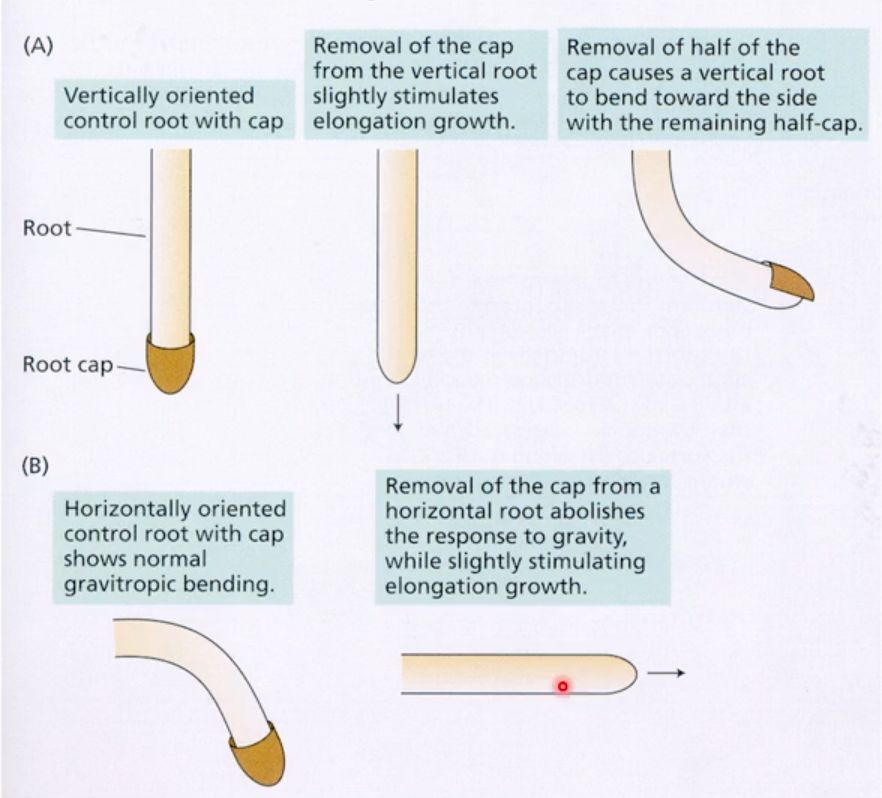 (A)
Vertically oriented
control root with cap
Removal of the cap
from the vertical root
slightly stimulates
elongation growth.
Removal of half of the
cap causes a vertical root
to bend toward the side
with the remaining half-cap.
Root
Root cap
(B)
Horizontally oriented
control root with cap
shows normal
gravitropic bending.
Removal of the cap from a
horizontal root abolishes
the response to gravity,
while slightly stimulating
elongation growth.